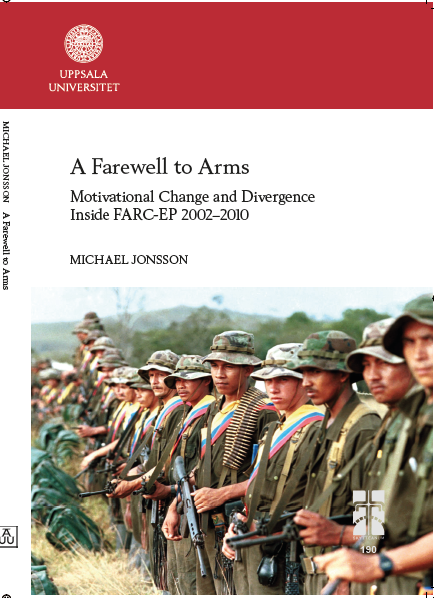 UPPSALA
UNIVERSITET
MICHAEL JONSSON A Farewell to Arms
A Farewell to Arms
Motivational Change and Divergence
Inside FARC-EP 2002–2010
MICHAEL JONSSON
190
AUU